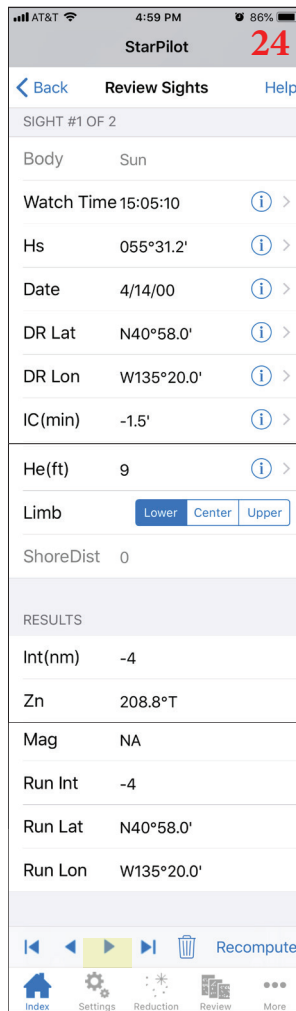 AT&T 4:59 PM 86%
StarPilot 24
Back Review Sights Help
SIGHT #1 OF 2
Body Sun
Watch Time 15:05:10
Hs 055°31.2'
Date 4/14/00
DR Lat N40°58.0'
DR Lon W135°20.0'
IC(min) -1.5'
He(ft) 9
Limb Lower Center Upper
ShoreDist 0
RESULTS
Int(nm) -4
Zn 208.8°T
Mag NA
Run Int -4
Run Lat N40°58.0'
Run Lon W135°20.0'
Recompute
Index Settings Reduction Review More